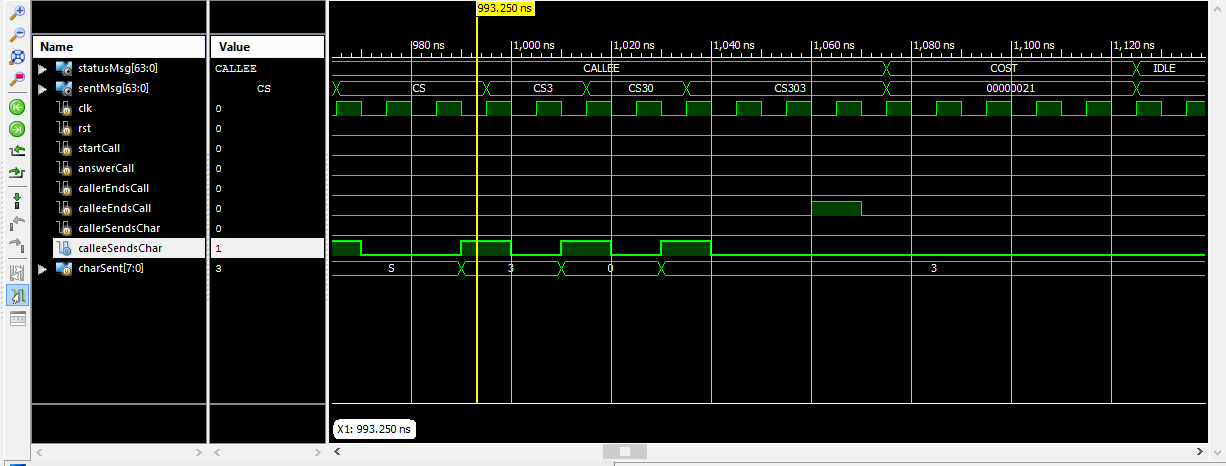 993.250 ns
Name Value
980 ns 1,000 ns 1,020 ns 1,040 ns 1,060 ns 1,080 ns 1,100 ns 1,120 ns
statusMsg[63:0] CALLEE CALLEE COST IDLE
sentMsg[63:0] CS CS CS3 CS30 CS303 00000021
clk 0
rst 0
startCall 0
answerCall 0
callerEndsCall 0
calleeEndsCall 0
callerSendsChar 0
calleeSendsChar 1
charSent[7:0] 3 S 3 0 3
X1: 993.250 ns